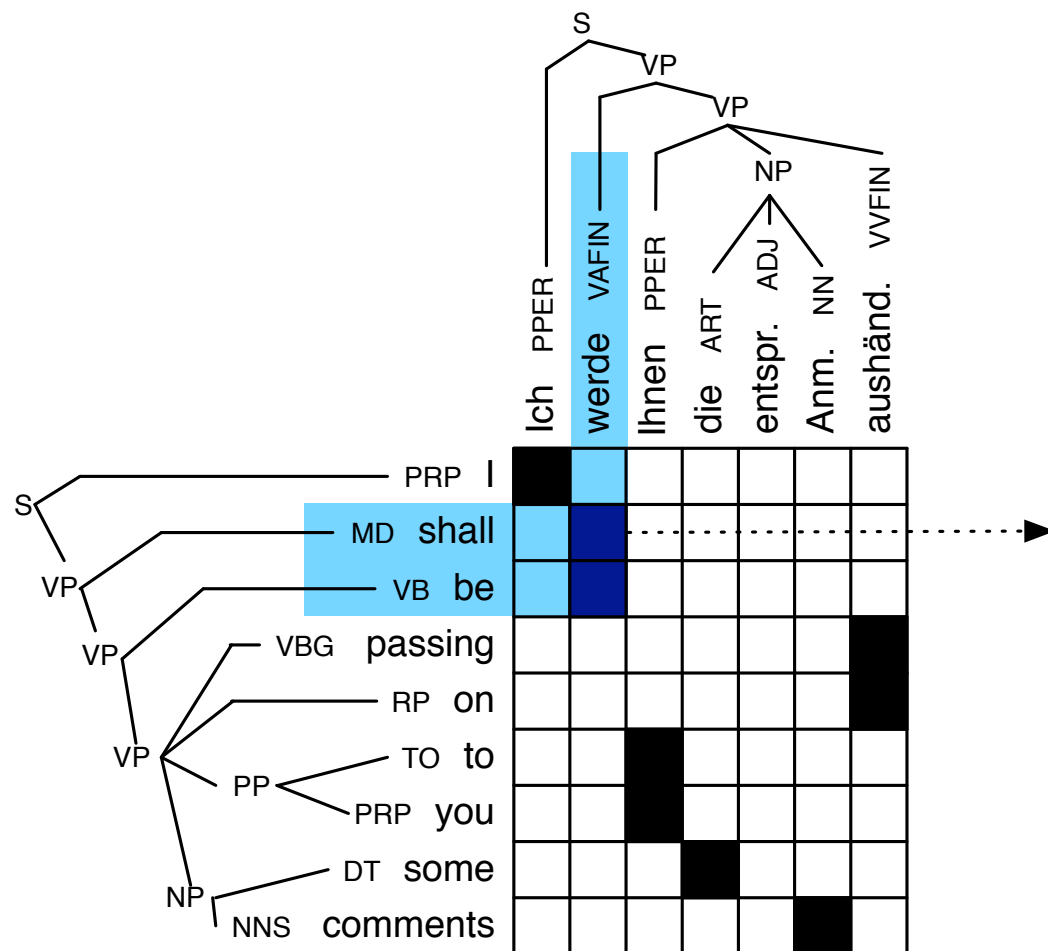 S
VP
VP
NP
Ich PPER
werde VAFIN
Ihnen PPER
die ART
entspr. ADJ
Anm. NN
aushänd. VVFIN
PRP I
S
MD shall
VP
VB be
VP
VBG passing
RP on
VP
TO to
PP
PRP you
DT some
NP
NNS comments